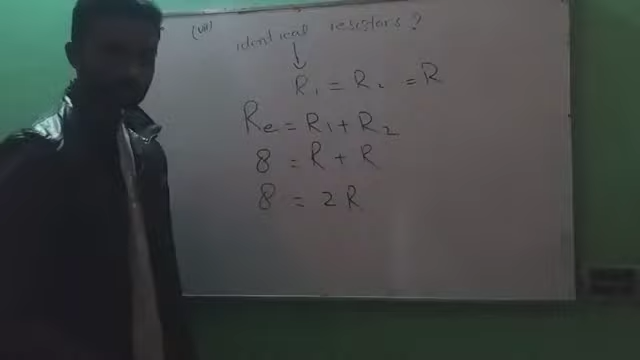 (vii)
identical resistors ?
↓
R₁ = R₂ = R
Re = R₁ + R₂
8 = R + R
8 = 2R